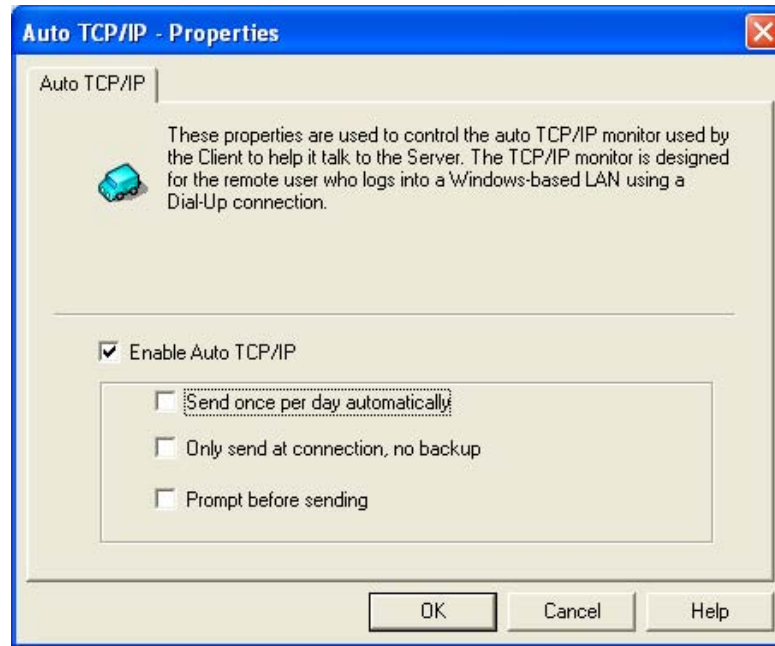 Auto TCP/IP - Properties
Auto TCP/IP
These properties are used to control the auto TCP/IP monitor used by
the Client to help it talk to the Server. The TCP/IP monitor is designed
for the remote user who logs into a Windows-based LAN using a
Dial-Up connection.
Enable Auto TCP/IP
Send once per day automatically
Only send at connection, no backup
Prompt before sending
OK Cancel Help